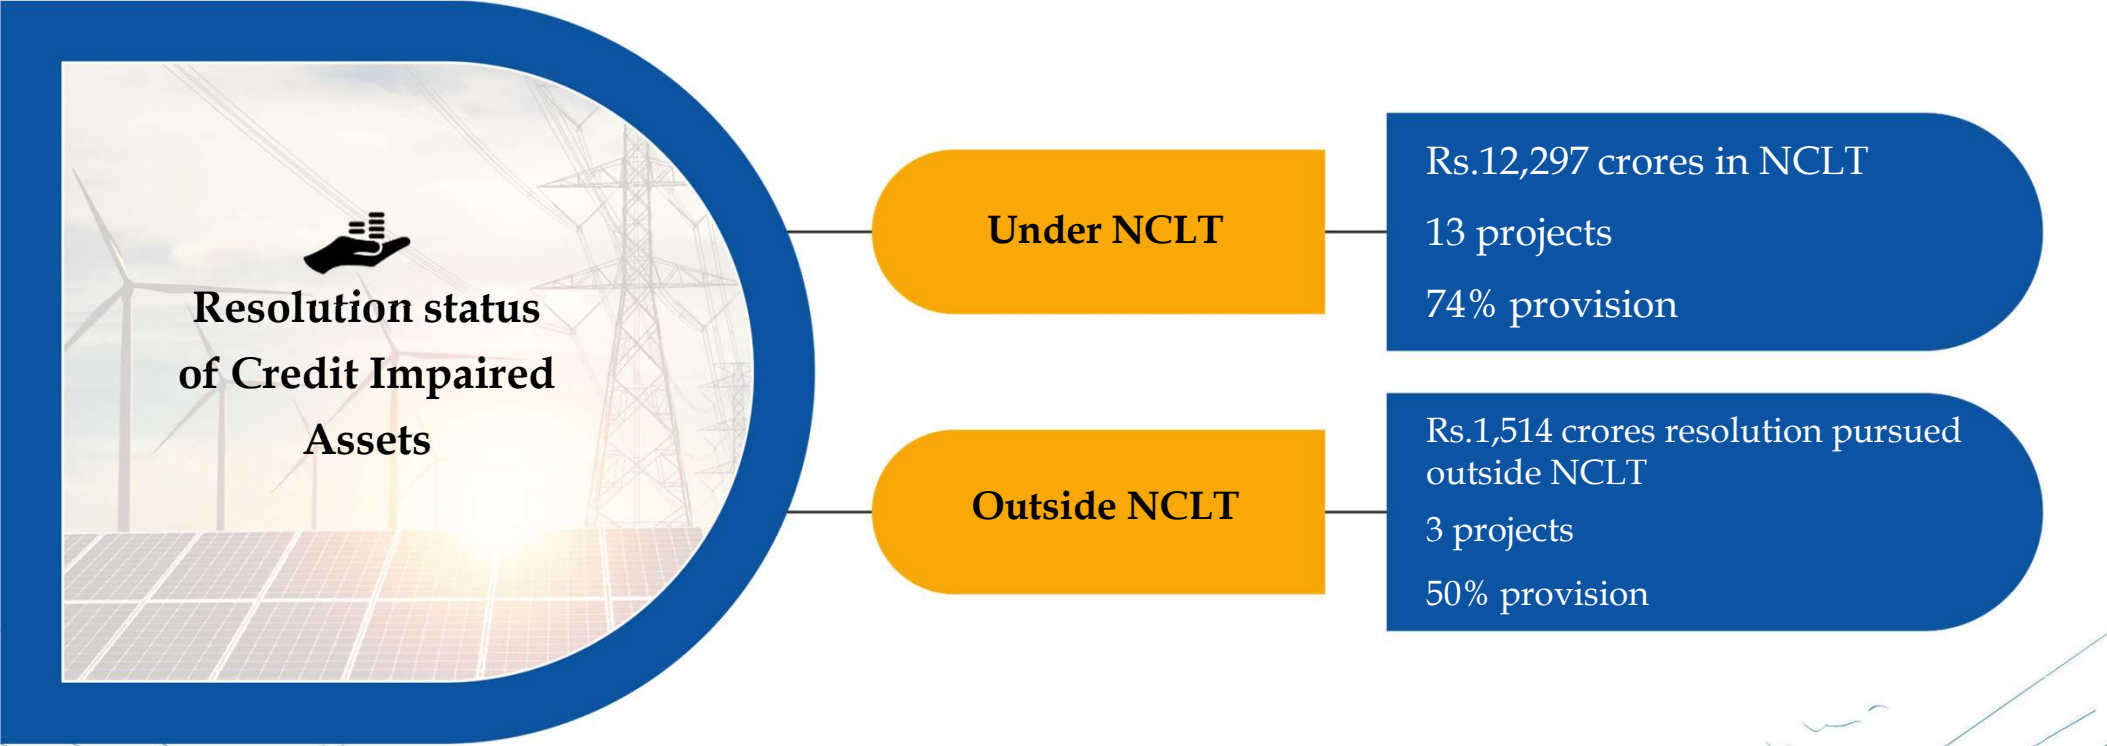 Resolution status
of Credit Impaired
Assets
Under NCLT
Rs.12,297 crores in NCLT
13 projects
74% provision
Outside NCLT
Rs.1,514 crores resolution pursued
outside NCLT
3 projects
50% provision